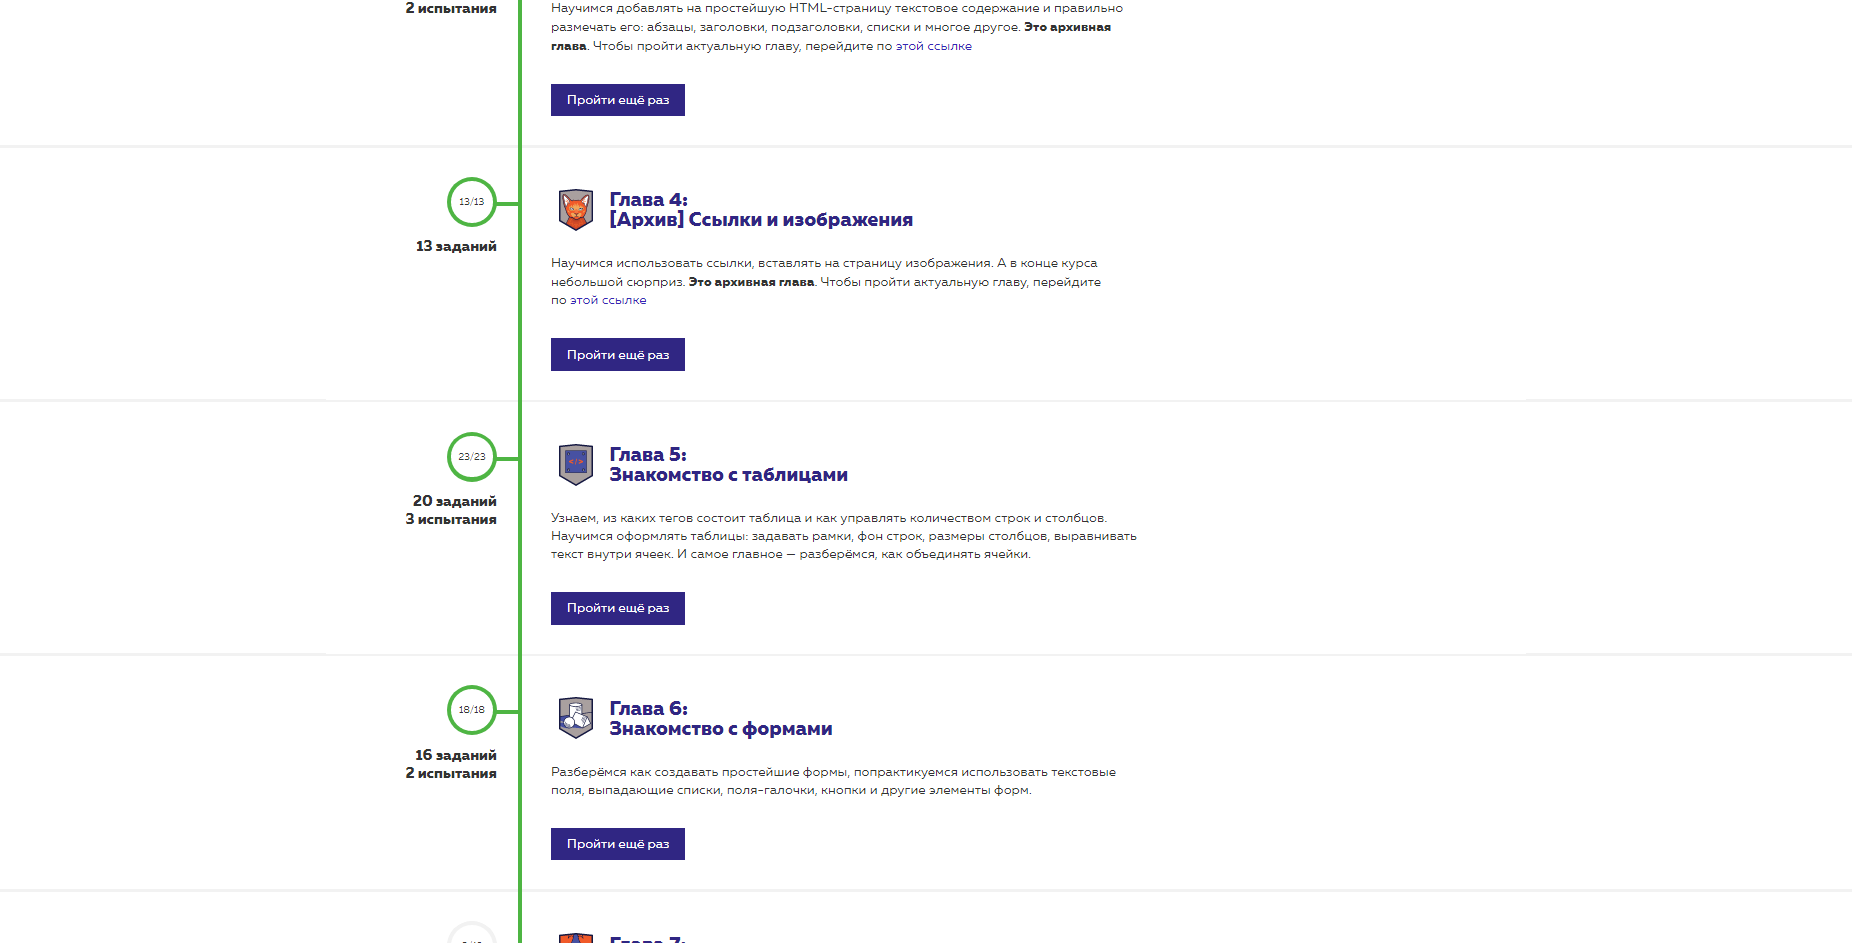 2 испытания
Научимся добавлять на простейшую HTML-страницу текстовое содержание и правильно
размечать его: абзацы, заголовки, подзаголовки, списки и многое другое. Это архивная
глава. Чтобы пройти актуальную главу, перейдите по этой ссылке
Пройти ещё раз
13/13
13 заданий
Глава 4:
[Архив] Ссылки и изображения
Научимся использовать ссылки, вставлять на страницу изображения. А в конце курса
небольшой сюрприз. Это архивная глава. Чтобы пройти актуальную главу, перейдите
по этой ссылке
Пройти ещё раз
23/23
20 заданий
3 испытания
Глава 5:
Знакомство с таблицами
Узнаем, из каких тегов состоит таблица и как управлять количеством строк и столбцов.
Научимся оформлять таблицы: задавать рамки, фон строк, размеры столбцов, выравнивать
текст внутри ячеек. И самое главное — разберёмся, как объединять ячейки.
Пройти ещё раз
18/18
16 заданий
2 испытания
Глава 6:
Знакомство с формами
Разберёмся как создавать простейшие формы, попрактикуемся использовать текстовые
поля, выпадающие списки, поля-галочки, кнопки и другие элементы форм.
Пройти ещё раз
Глава 7: